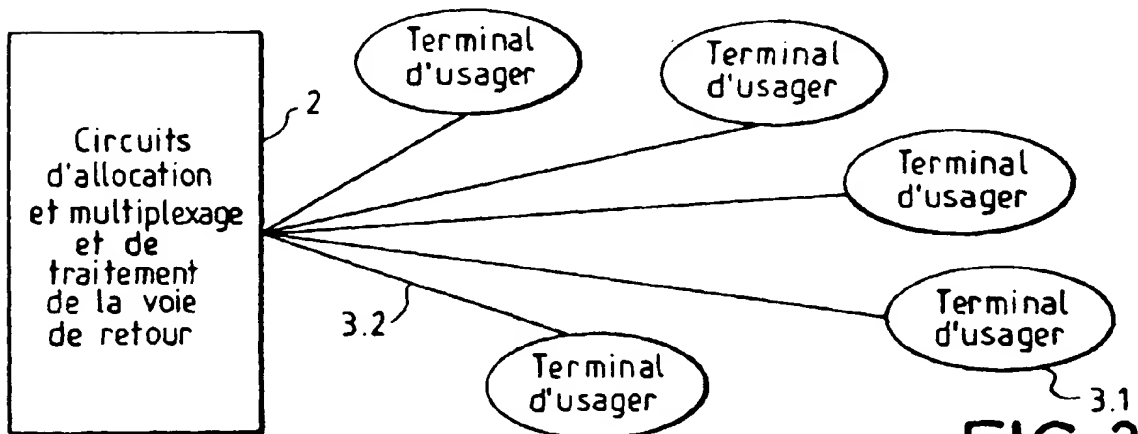 Circuits
d'allocation
et multiplexage
et de
traitement
de la voie
de retour
2
Terminal
d'usager
Terminal
d'usager
Terminal
d'usager
Terminal
d'usager
3.1
3.2
Terminal
d'usager